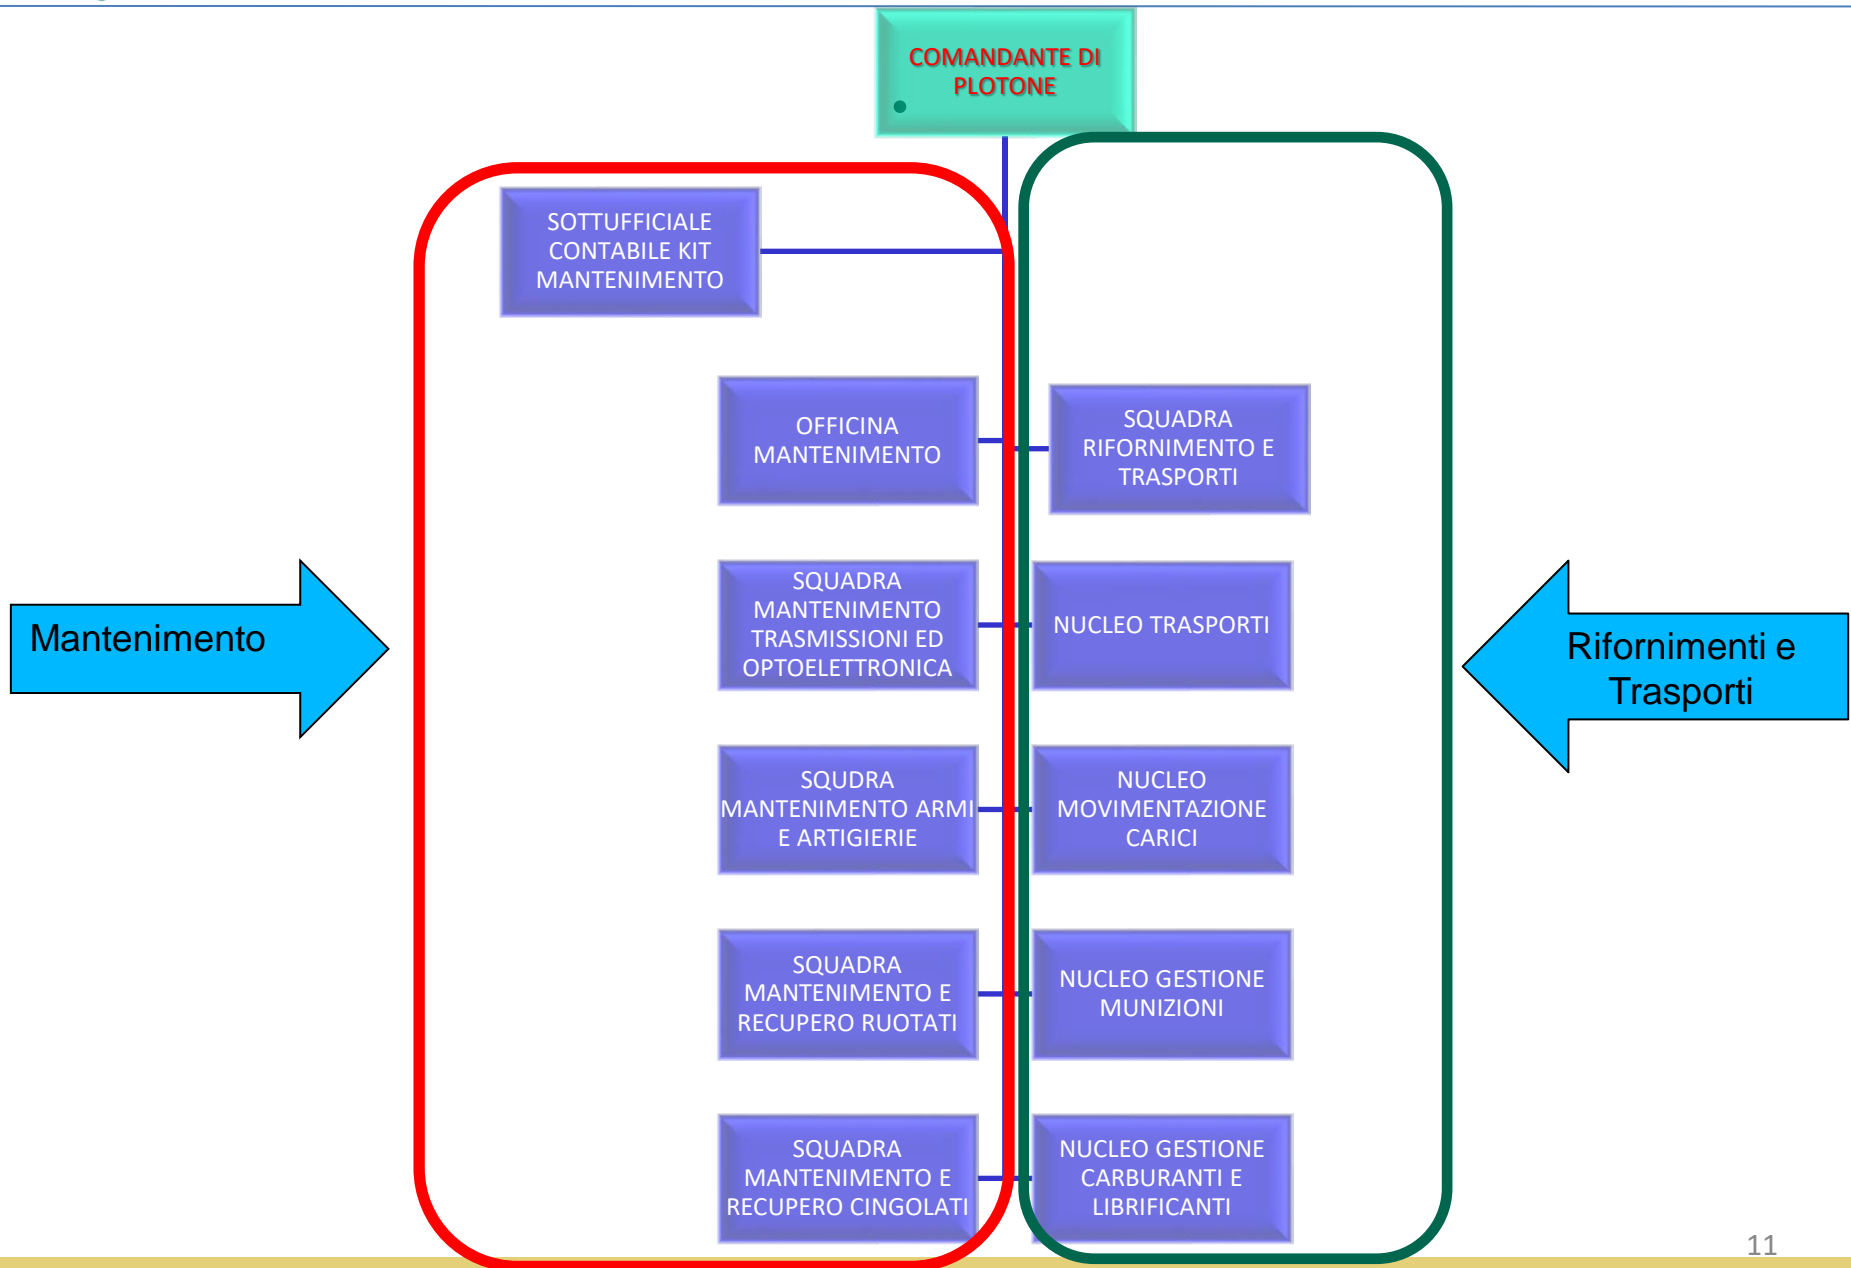 COMANDANTE DI
PLOTONE
SOTTUFFICIALE
CONTABILE KIT
MANTENIMENTO
OFFICINA
MANTENIMENTO
SQUADRA
RIFORNIMENTO E
TRASPORTI
SQUADRA
MANTENIMENTO
TRASMISSIONI ED
OPTOELETTRONICA
NUCLEO TRASPORTI
Mantenimento
Rifornimenti e
Trasporti
SQUDRA
MANTENIMENTO ARMI
E ARTIGIERIE
NUCLEO
MOVIMENTAZIONE
CARICI
SQUADRA
MANTENIMENTO E
RECUPERO RUOTATI
NUCLEO GESTIONE
MUNIZIONI
SQUADRA
MANTENIMENTO E
RECUPERO CINGOLATI
NUCLEO GESTIONE
CARBURANTI E
LIBRIFICANTI
11